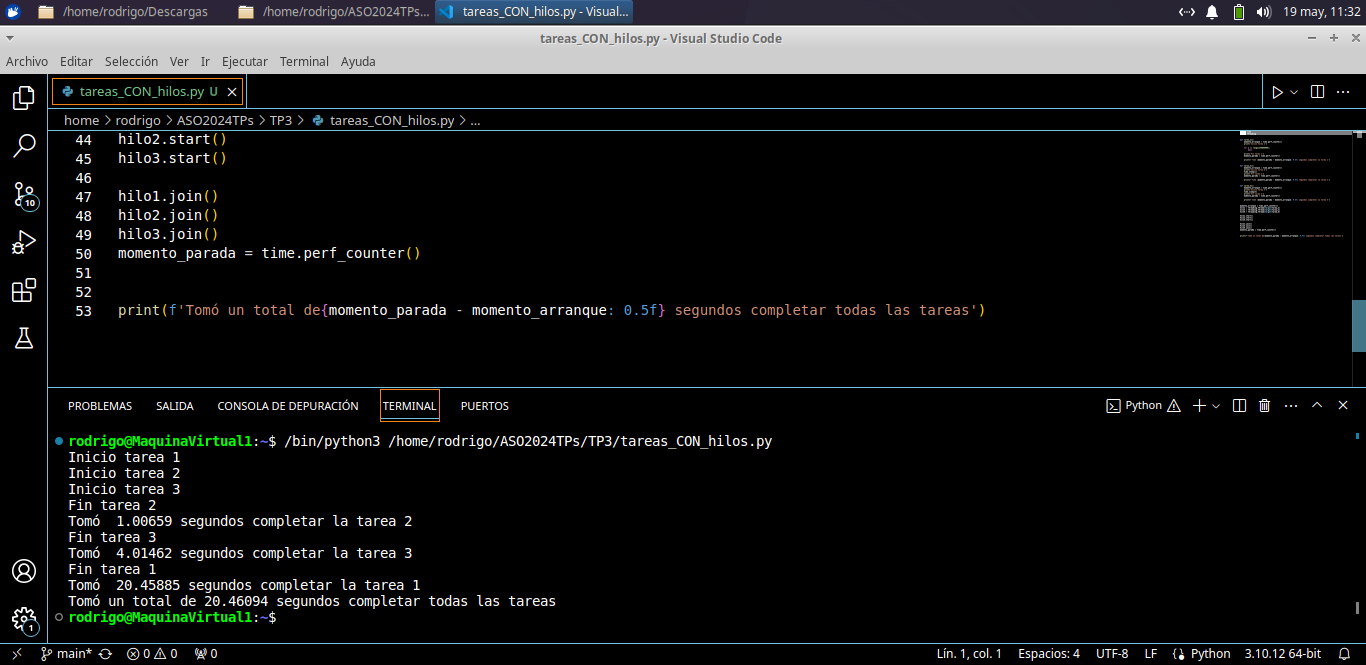 /home/rodrigo/Descargas /home/rodrigo/ASO2024TPs... tareas_CON_hilos.py - Visual... 19 may, 11:32
tareas_CON_hilos.py - Visual Studio Code
Archivo Editar Selección Ver Ir Ejecutar Terminal Ayuda
tareas_CON_hilos.py U
home > rodrigo > ASO2024TPs > TP3 > tareas_CON_hilos.py > ...
44 hilo2.start()
45 hilo3.start()
46
47 hilo1.join()
48 hilo2.join()
49 hilo3.join()
50 momento_parada = time.perf_counter()
51
52
53 print(f'Tomó un total de{momento_parada - momento_arranque: 0.5f} segundos completar todas las tareas')
10
PROBLEMAS SALIDA CONSOLA DE DEPURACIÓN TERMINAL PUERTOS Python
rodrigo@MaquinaVirtual1:~$ /bin/python3 /home/rodrigo/ASO2024TPs/TP3/tareas_CON_hilos.py
Inicio tarea 1
Inicio tarea 2
Inicio tarea 3
Fin tarea 2
Tomó  1.00659 segundos completar la tarea 2
Fin tarea 3
Tomó  4.01462 segundos completar la tarea 3
Fin tarea 1
Tomó  20.45885 segundos completar la tarea 1
Tomó un total de 20.46094 segundos completar todas las tareas
rodrigo@MaquinaVirtual1:~$
1
main* 0 0 0 Lín. 1, col. 1 Espacios: 4 UTF-8 LF Python 3.10.12 64-bit